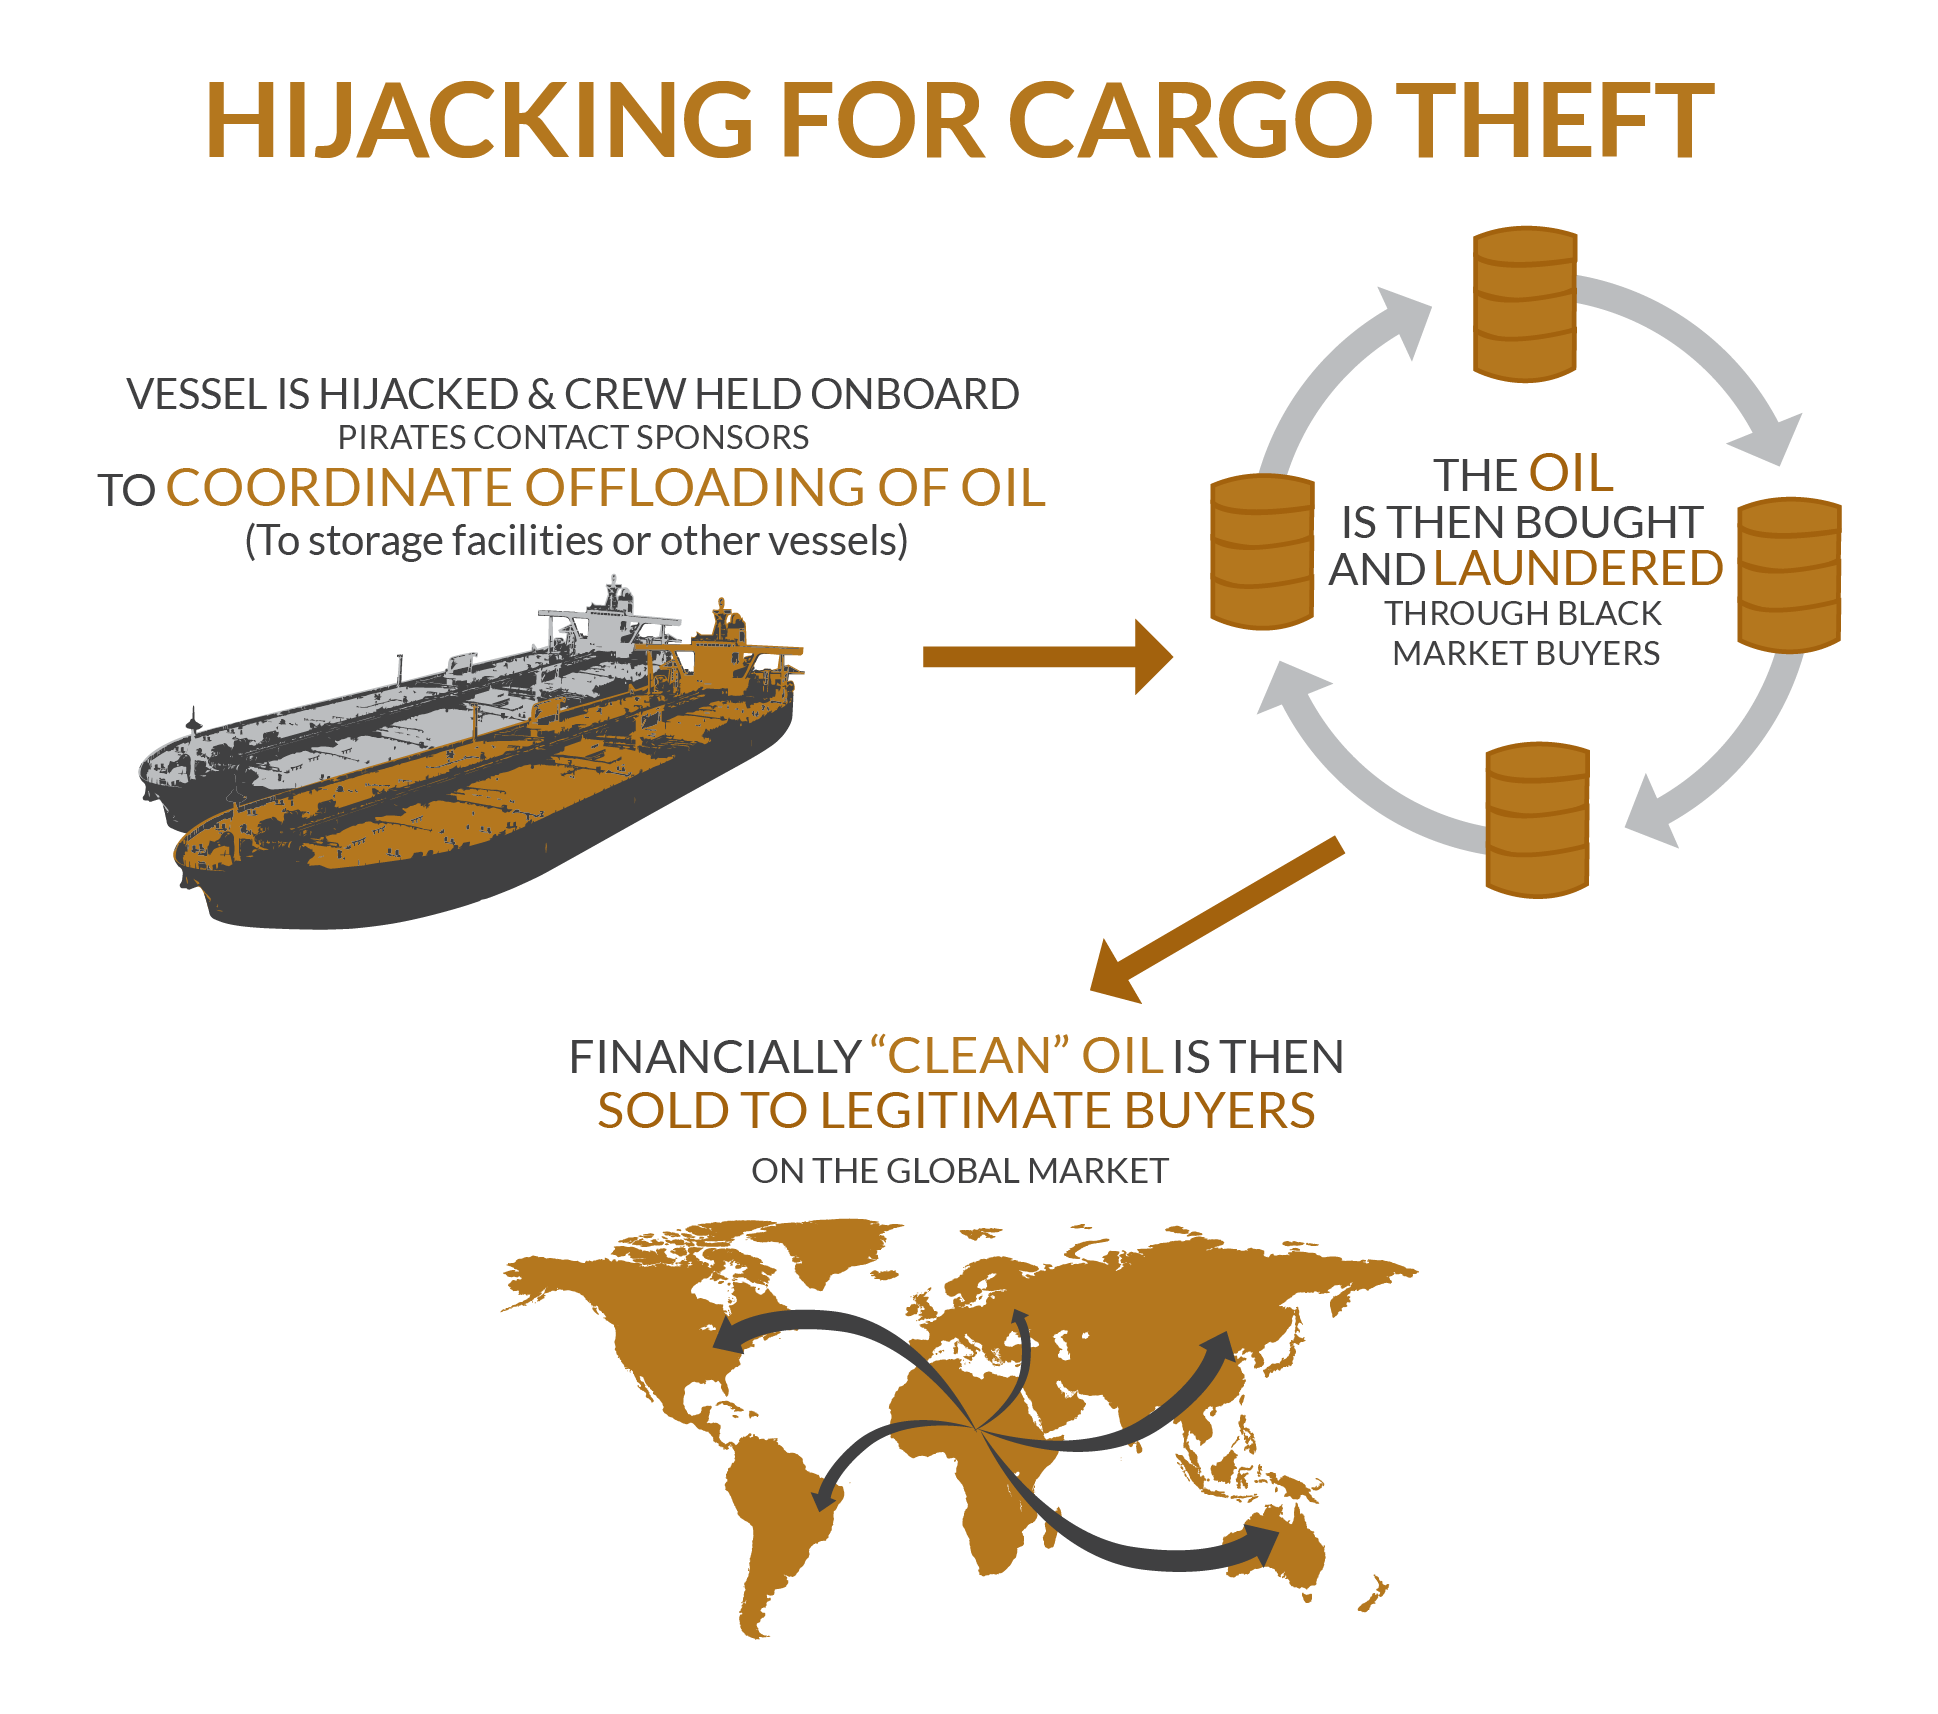 HIJACKING FOR CARGO THEFT
VESSEL IS HIJACKED & CREW HELD ONBOARD
PIRATES CONTACT SPONSORS
TO COORDINATE OFFLOADING OF OIL
(To storage facilities or other vessels)
THE OIL
IS THEN BOUGHT
AND LAUNDERED
THROUGH BLACK
MARKET BUYERS
FINANCIALLY “CLEAN” OIL IS THEN
SOLD TO LEGITIMATE BUYERS
ON THE GLOBAL MARKET